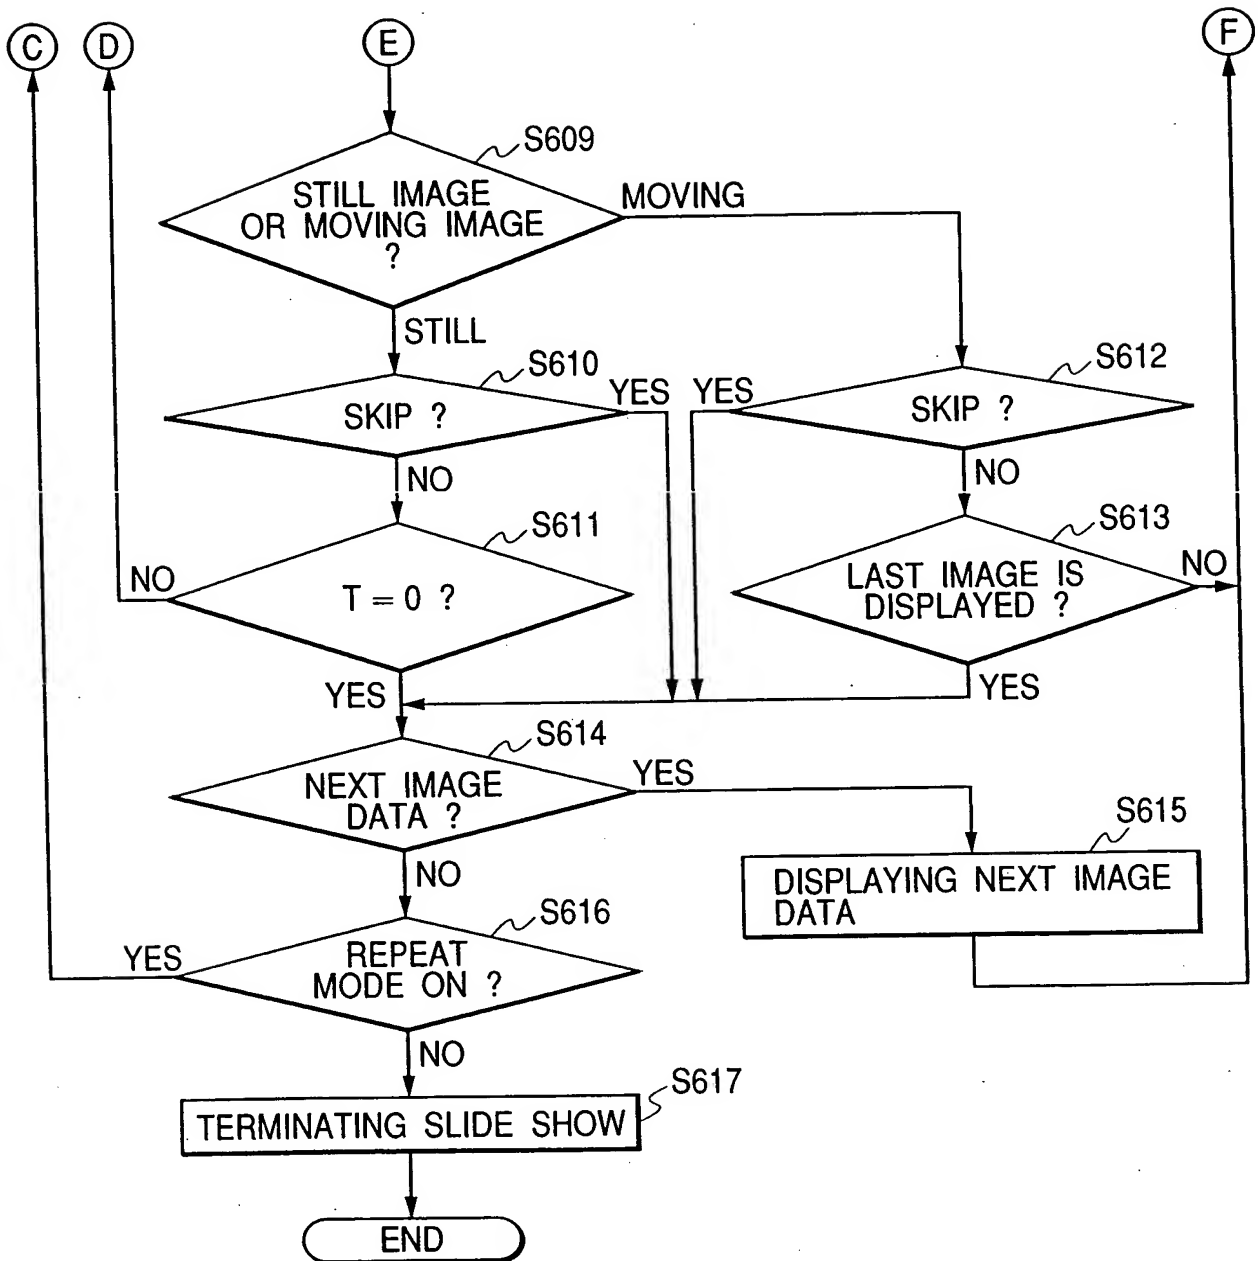 C
D
E
F
S609
STILL IMAGE
OR MOVING IMAGE
?
MOVING
STILL
S610
SKIP ?
YES
YES
S612
SKIP ?
NO
NO
S611
T = 0 ?
NO
S613
LAST IMAGE IS
DISPLAYED ?
NO
YES
YES
S614
NEXT IMAGE
DATA ?
YES
S615
DISPLAYING NEXT IMAGE
DATA
NO
S616
REPEAT
MODE ON ?
YES
NO
S617
TERMINATING SLIDE SHOW
END